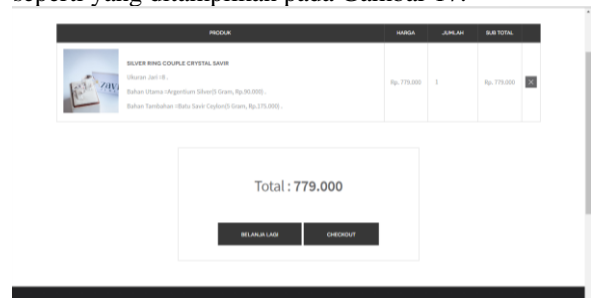 seperti yang ditampilkan pada Gambar 17.
PRODUK HARGA JUMLAH SUB TOTAL
SILVER RING COUPLE CRYSTAL SAVIR
Ukuran Jari =8 ,
Rp. 779.000 1 Rp. 779.000 ×
Bahan Utama =Argentium Silver(5 Gram, Rp.90.000) ,
Bahan Tambahan =Batu Savir Ceylon(5 Gram, Rp.275.000) ,
Total : 779.000
BELANJA LAGI CHECKOUT